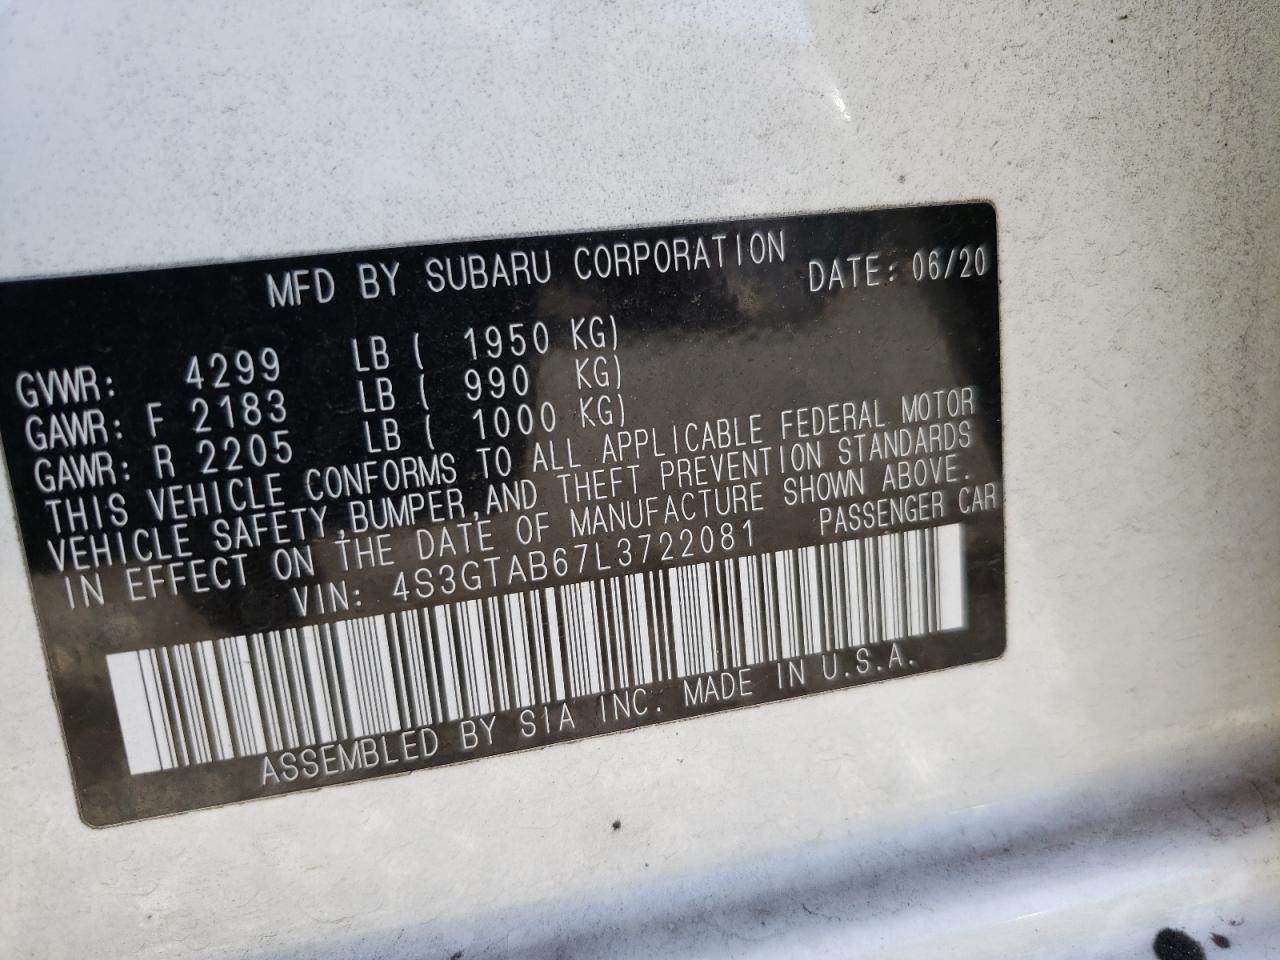 MFD BY SUBARU CORPORATION DATE: 06/20
GVWR: 4299 LB ( 1950 KG)
GAWR: F 2183 LB ( 990 KG)
GAWR: R 2205 LB ( 1000 KG)
THIS VEHICLE CONFORMS TO ALL APPLICABLE FEDERAL MOTOR
VEHICLE SAFETY,BUMPER,AND THEFT PREVENTION STANDARDS
IN EFFECT ON THE DATE OF MANUFACTURE SHOWN ABOVE.
VIN: 4S3GTAB67L3722081 PASSENGER CAR
ASSEMBLED BY SIA INC. MADE IN U.S.A.